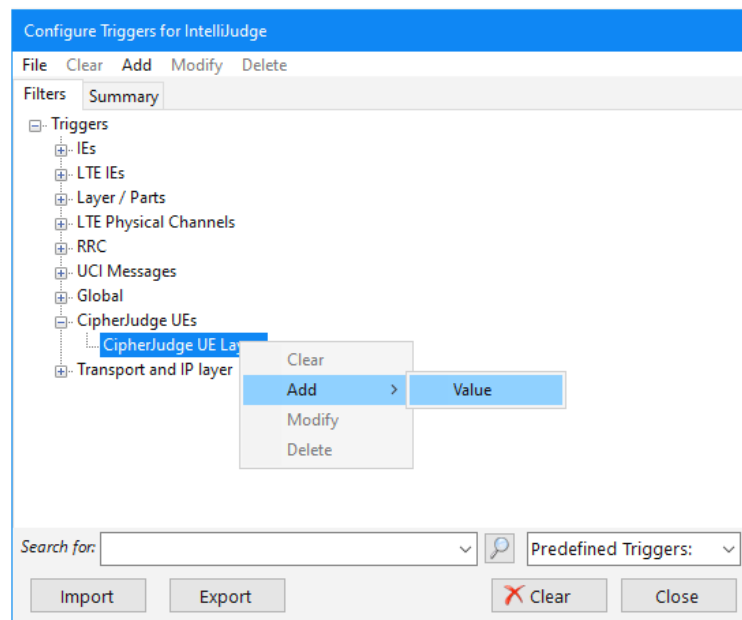 Configure Triggers for IntelliJudge
File Clear Add Modify Delete
Filters Summary
Triggers
IEs
LTE IEs
Layer / Parts
LTE Physical Channels
RRC
UCI Messages
Global
CipherJudge UEs
CipherJudge UE
Transport and IP layer
Clear
Add > Value
Modify
Delete
Search for: Predefined Triggers:
Import Export Clear Close